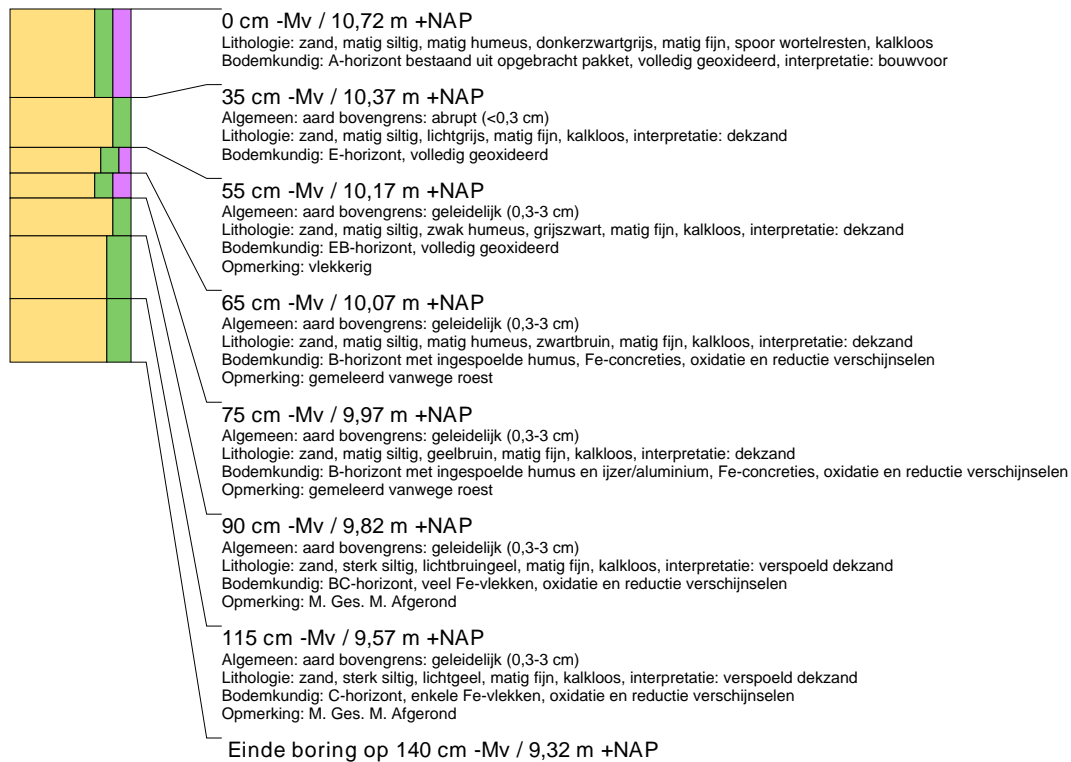 0 cm -Mv / 10,72 m +NAP
Lithologie: zand, matig siltig, matig humeus, donkerzwartgrijs, matig fijn, spoor wortelresten, kalkloos
Bodemkundig: A-horizont bestaand uit opgebracht pakket, volledig geoxideerd, interpretatie: bouwvoor
35 cm -Mv / 10,37 m +NAP
Algemeen: aard bovengrens: abrupt (<0,3 cm)
Lithologie: zand, matig siltig, lichtgrijs, matig fijn, kalkloos, interpretatie: dekzand
Bodemkundig: E-horizont, volledig geoxideerd
55 cm -Mv / 10,17 m +NAP
Algemeen: aard bovengrens: geleidelijk (0,3-3 cm)
Lithologie: zand, matig siltig, zwak humeus, grijszwart, matig fijn, kalkloos, interpretatie: dekzand
Bodemkundig: EB-horizont, volledig geoxideerd
Opmerking: vlekkerig
65 cm -Mv / 10,07 m +NAP
Algemeen: aard bovengrens: geleidelijk (0,3-3 cm)
Lithologie: zand, matig siltig, matig humeus, zwartbruin, matig fijn, kalkloos, interpretatie: dekzand
Bodemkundig: B-horizont met ingespoelde humus, Fe-concreties, oxidatie en reductie verschijnselen
Opmerking: gemeleerd vanwege roest
75 cm -Mv / 9,97 m +NAP
Algemeen: aard bovengrens: geleidelijk (0,3-3 cm)
Lithologie: zand, matig siltig, geelbruin, matig fijn, kalkloos, interpretatie: dekzand
Bodemkundig: B-horizont met ingespoelde humus en ijzer/aluminium, Fe-concreties, oxidatie en reductie verschijnselen
Opmerking: gemeleerd vanwege roest
90 cm -Mv / 9,82 m +NAP
Algemeen: aard bovengrens: geleidelijk (0,3-3 cm)
Lithologie: zand, sterk siltig, lichtbruingeel, matig fijn, kalkloos, interpretatie: verspoeld dekzand
Bodemkundig: BC-horizont, veel Fe-vlekken, oxidatie en reductie verschijnselen
Opmerking: M. Ges. M. Afgerond
115 cm -Mv / 9,57 m +NAP
Algemeen: aard bovengrens: geleidelijk (0,3-3 cm)
Lithologie: zand, sterk siltig, lichtgeel, matig fijn, kalkloos, interpretatie: verspoeld dekzand
Bodemkundig: C-horizont, enkele Fe-vlekken, oxidatie en reductie verschijnselen
Opmerking: M. Ges. M. Afgerond
Einde boring op 140 cm -Mv / 9,32 m +NAP